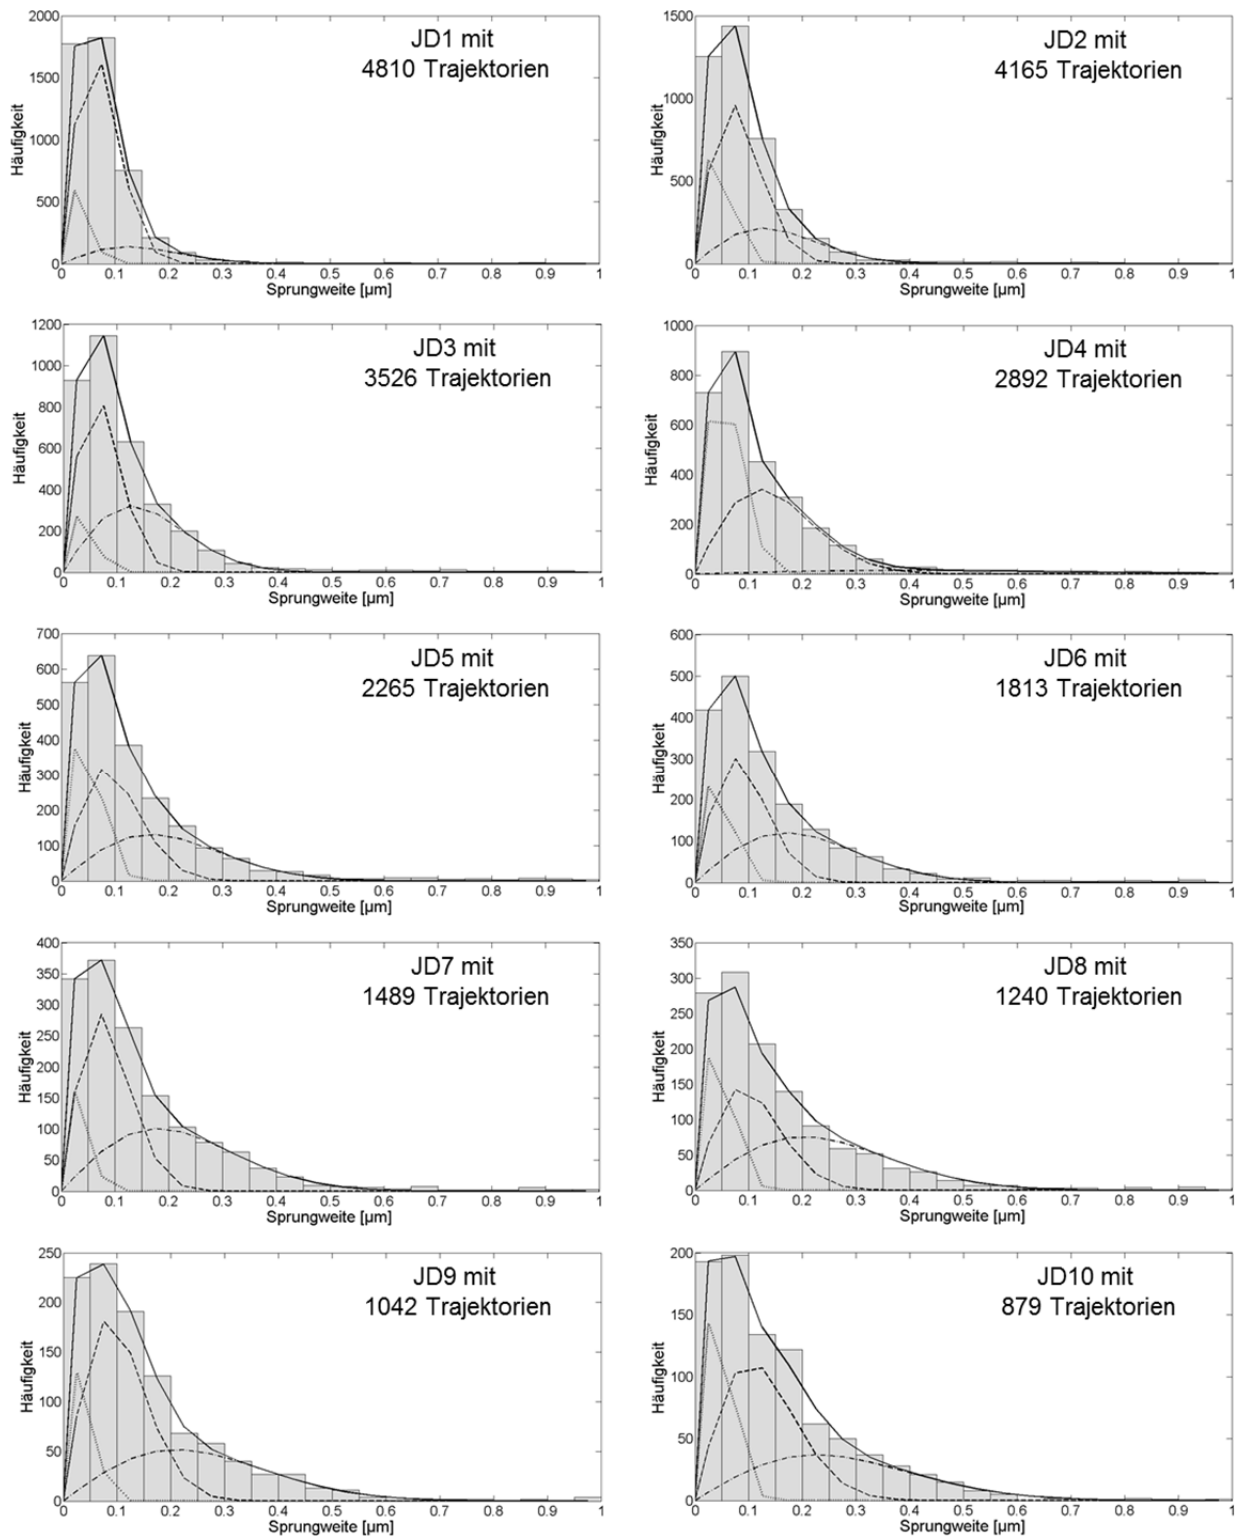 JD1 mit
4810 Trajektorien
Häufigkeit
2000
1500
1000
500
0
0 0.1 0.2 0.3 0.4 0.5 0.6 0.7 0.8 0.9 1
Sprungweite [µm]
JD2 mit
4165 Trajektorien
Häufigkeit
1500
1000
500
0
0 0.1 0.2 0.3 0.4 0.5 0.6 0.7 0.8 0.9 1
Sprungweite [µm]
JD3 mit
3526 Trajektorien
Häufigkeit
1200
1000
800
600
400
200
0
0 0.1 0.2 0.3 0.4 0.5 0.6 0.7 0.8 0.9 1
Sprungweite [µm]
JD4 mit
2892 Trajektorien
Häufigkeit
1000
800
600
400
200
0
0 0.1 0.2 0.3 0.4 0.5 0.6 0.7 0.8 0.9 1
Sprungweite [µm]
JD5 mit
2265 Trajektorien
Häufigkeit
700
600
500
400
300
200
100
0
0 0.1 0.2 0.3 0.4 0.5 0.6 0.7 0.8 0.9 1
Sprungweite [µm]
JD6 mit
1813 Trajektorien
Häufigkeit
600
500
400
300
200
100
0
0 0.1 0.2 0.3 0.4 0.5 0.6 0.7 0.8 0.9 1
Sprungweite [µm]
JD7 mit
1489 Trajektorien
Häufigkeit
400
350
300
250
200
150
100
50
0
0 0.1 0.2 0.3 0.4 0.5 0.6 0.7 0.8 0.9 1
Sprungweite [µm]
JD8 mit
1240 Trajektorien
Häufigkeit
350
300
250
200
150
100
50
0
0 0.1 0.2 0.3 0.4 0.5 0.6 0.7 0.8 0.9 1
Sprungweite [µm]
JD9 mit
1042 Trajektorien
Häufigkeit
250
200
150
100
50
0
0 0.1 0.2 0.3 0.4 0.5 0.6 0.7 0.8 0.9 1
Sprungweite [µm]
JD10 mit
879 Trajektorien
Häufigkeit
200
150
100
50
0
0 0.1 0.2 0.3 0.4 0.5 0.6 0.7 0.8 0.9 1
Sprungweite [µm]